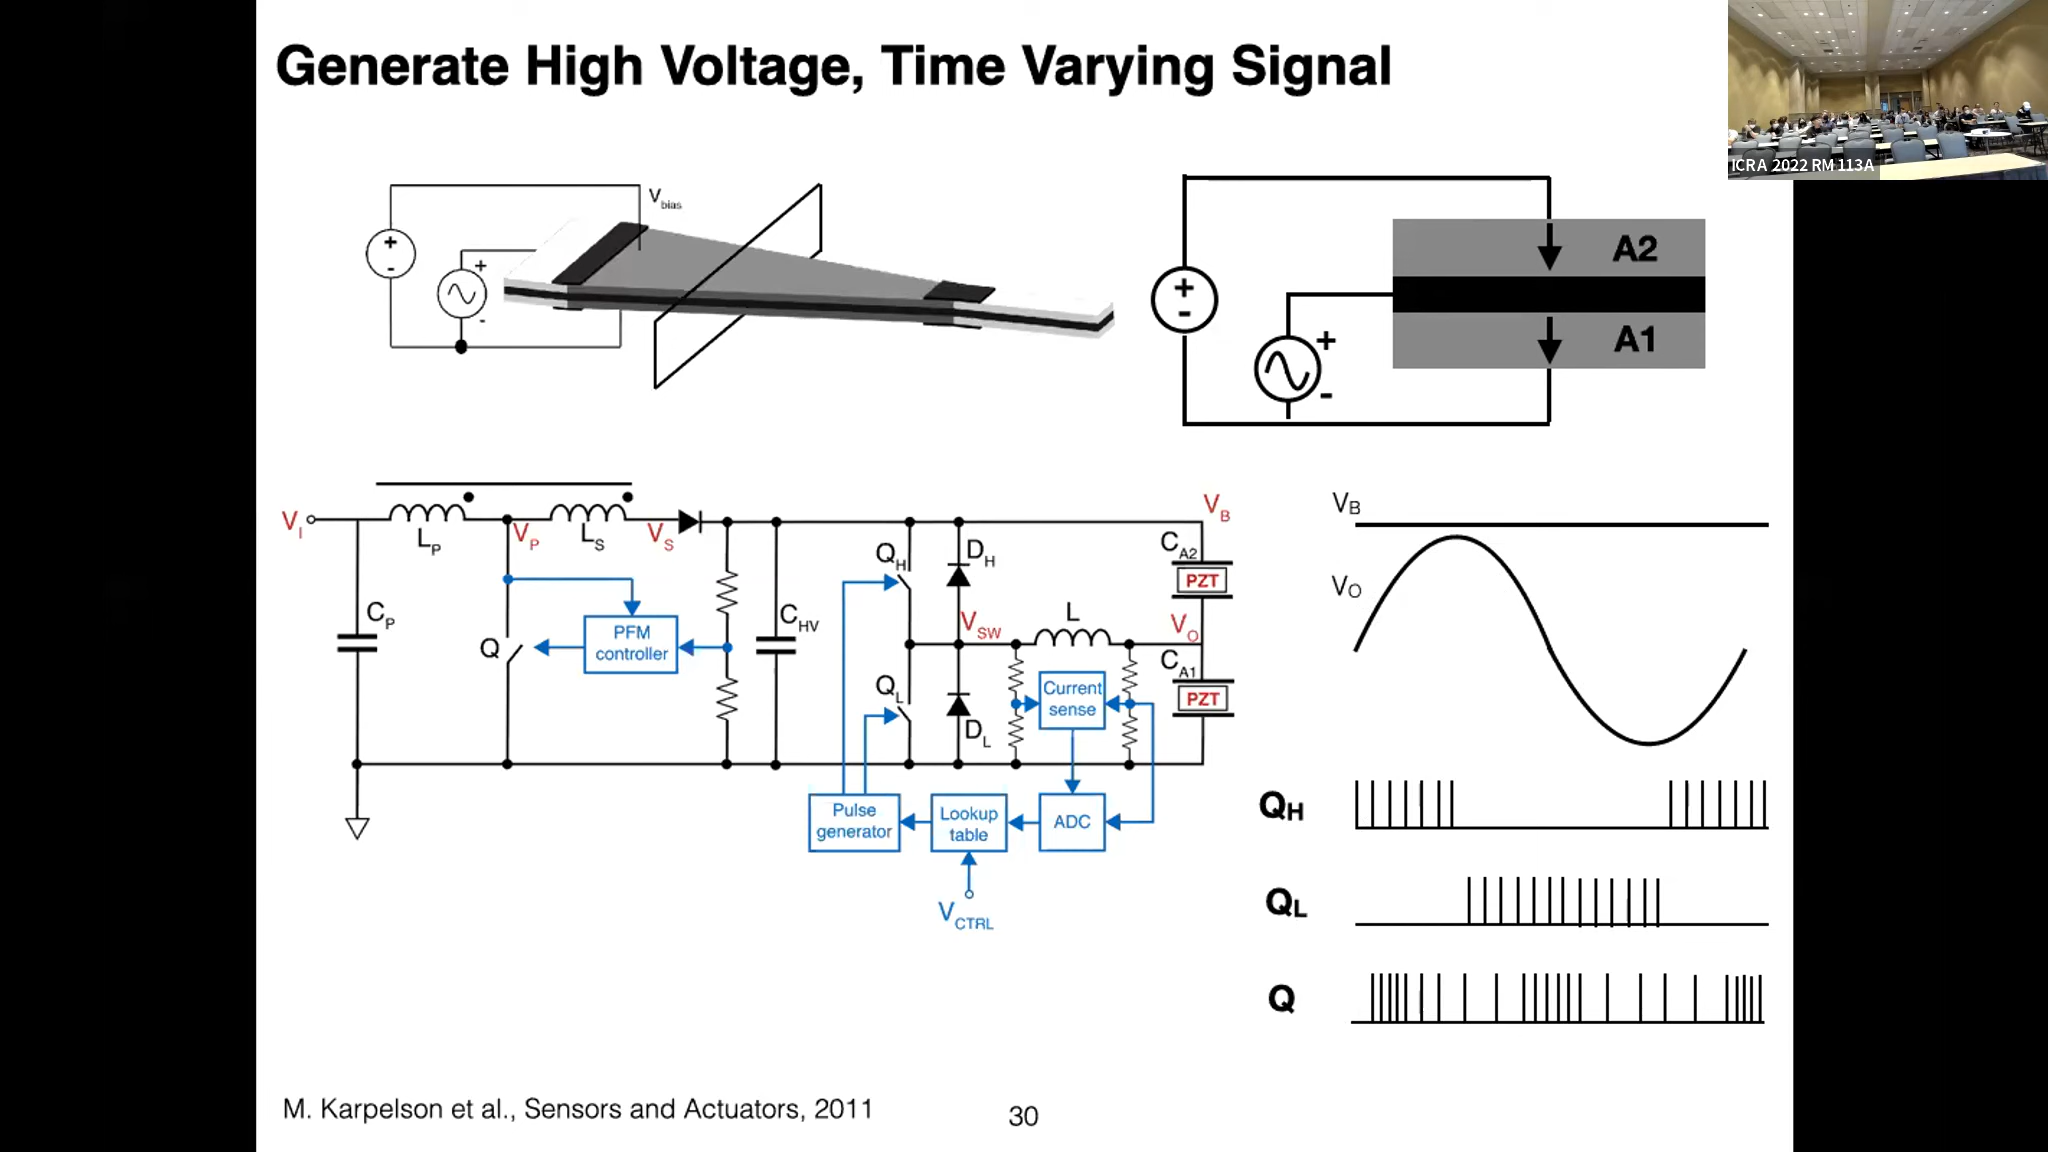 Generate High Voltage, Time Varying Signal
ICRA 2022 RM 113A
Vbias
+
-
+
-
+
-
+
-
A2
A1
VI
LP
VP
LS
VS
CP
Q
PFM
controller
CHV
QH
DH
VSW
L
QL
DL
Current
sense
VB
CA2
PZT
VO
CA1
PZT
Pulse
generator
Lookup
table
ADC
VCTRL
VB
VO
QH
QL
Q
M. Karpelson et al., Sensors and Actuators, 2011
30